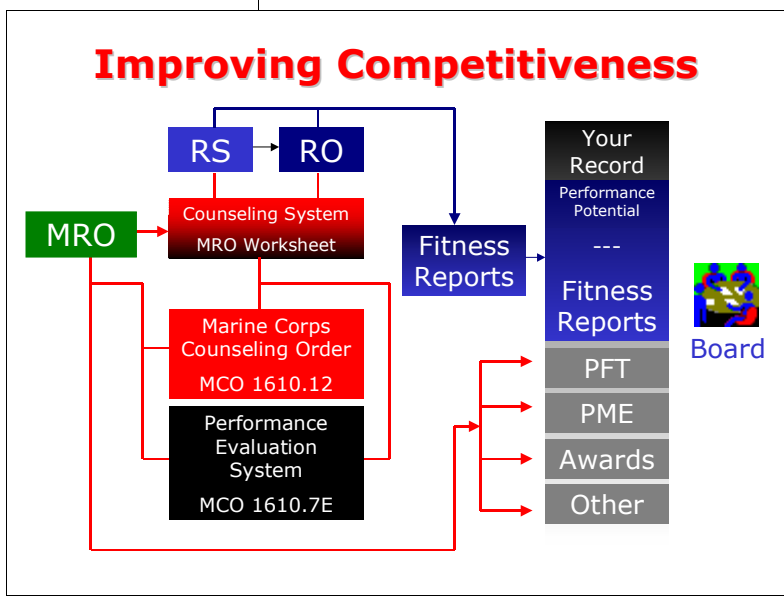 Improving Competitiveness
RS
RO
MRO
Counseling System
MRO Worksheet
Marine Corps
Counseling Order
MCO 1610.12
Performance
Evaluation
System
MCO 1610.7E
Fitness
Reports
Your
Record
Performance
Potential
---
Fitness
Reports
PFT
PME
Awards
Other
Board